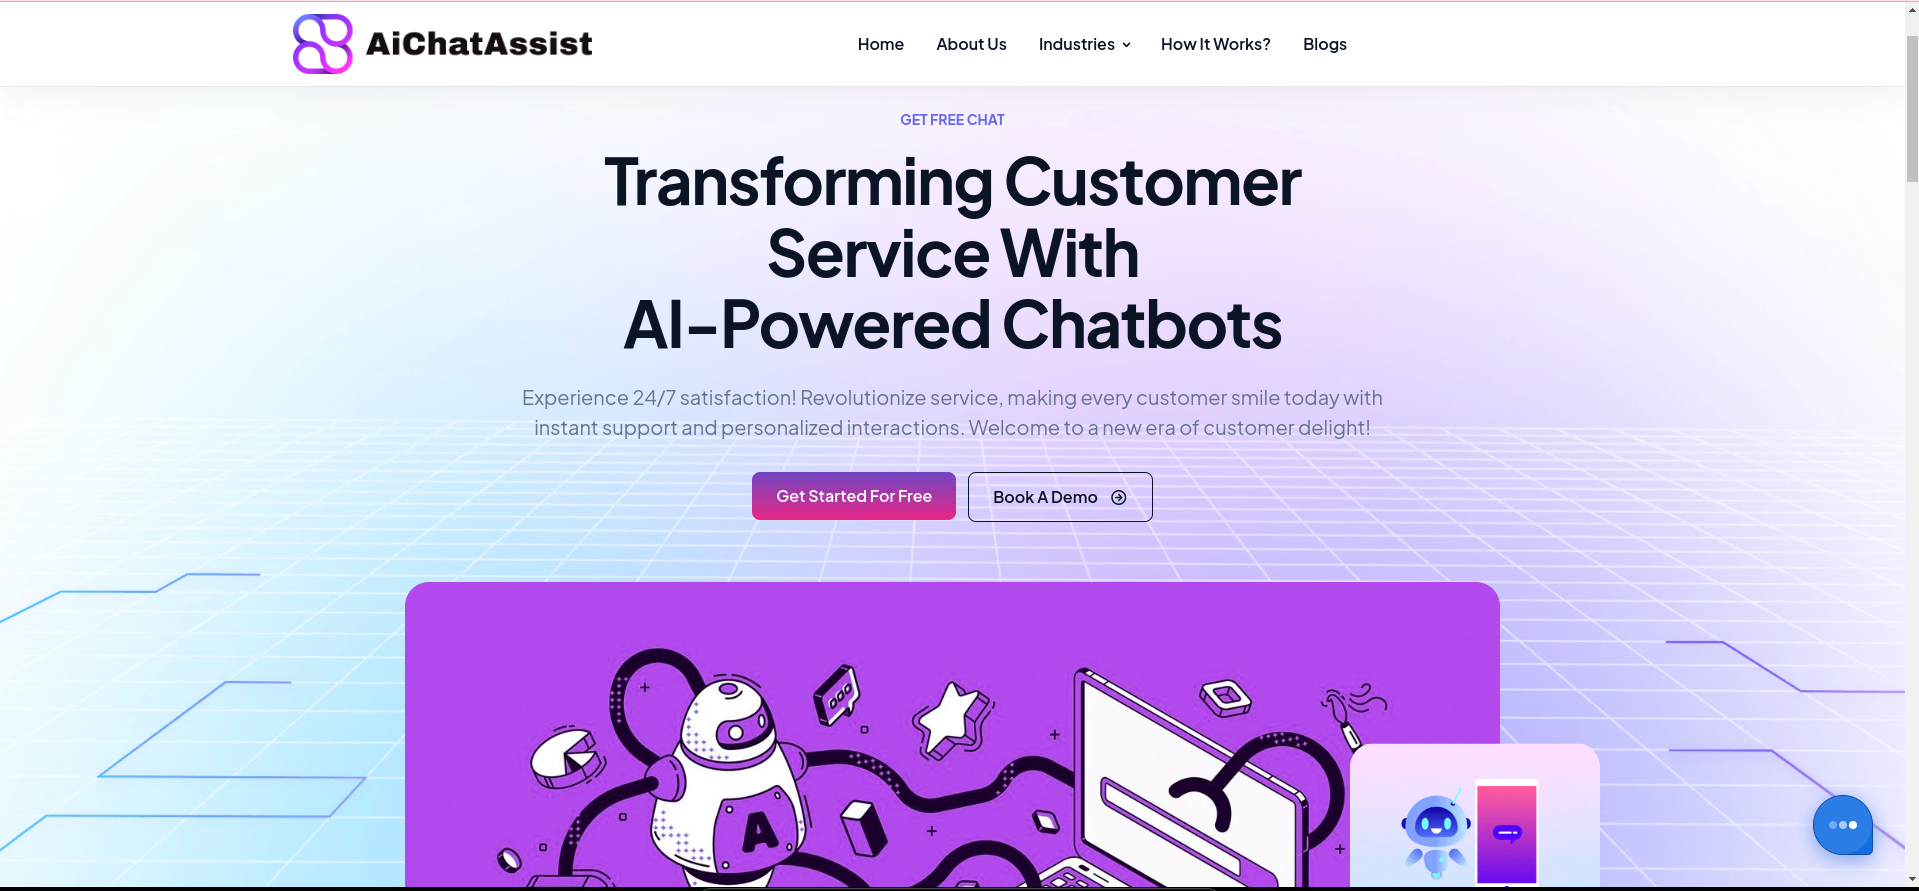 AiChatAssist
Home About Us Industries How It Works? Blogs
GET FREE CHAT
Transforming Customer
Service With
AI-Powered Chatbots
Experience 24/7 satisfaction! Revolutionize service, making every customer smile today with
instant support and personalized interactions. Welcome to a new era of customer delight!
Get Started For Free Book A Demo
A